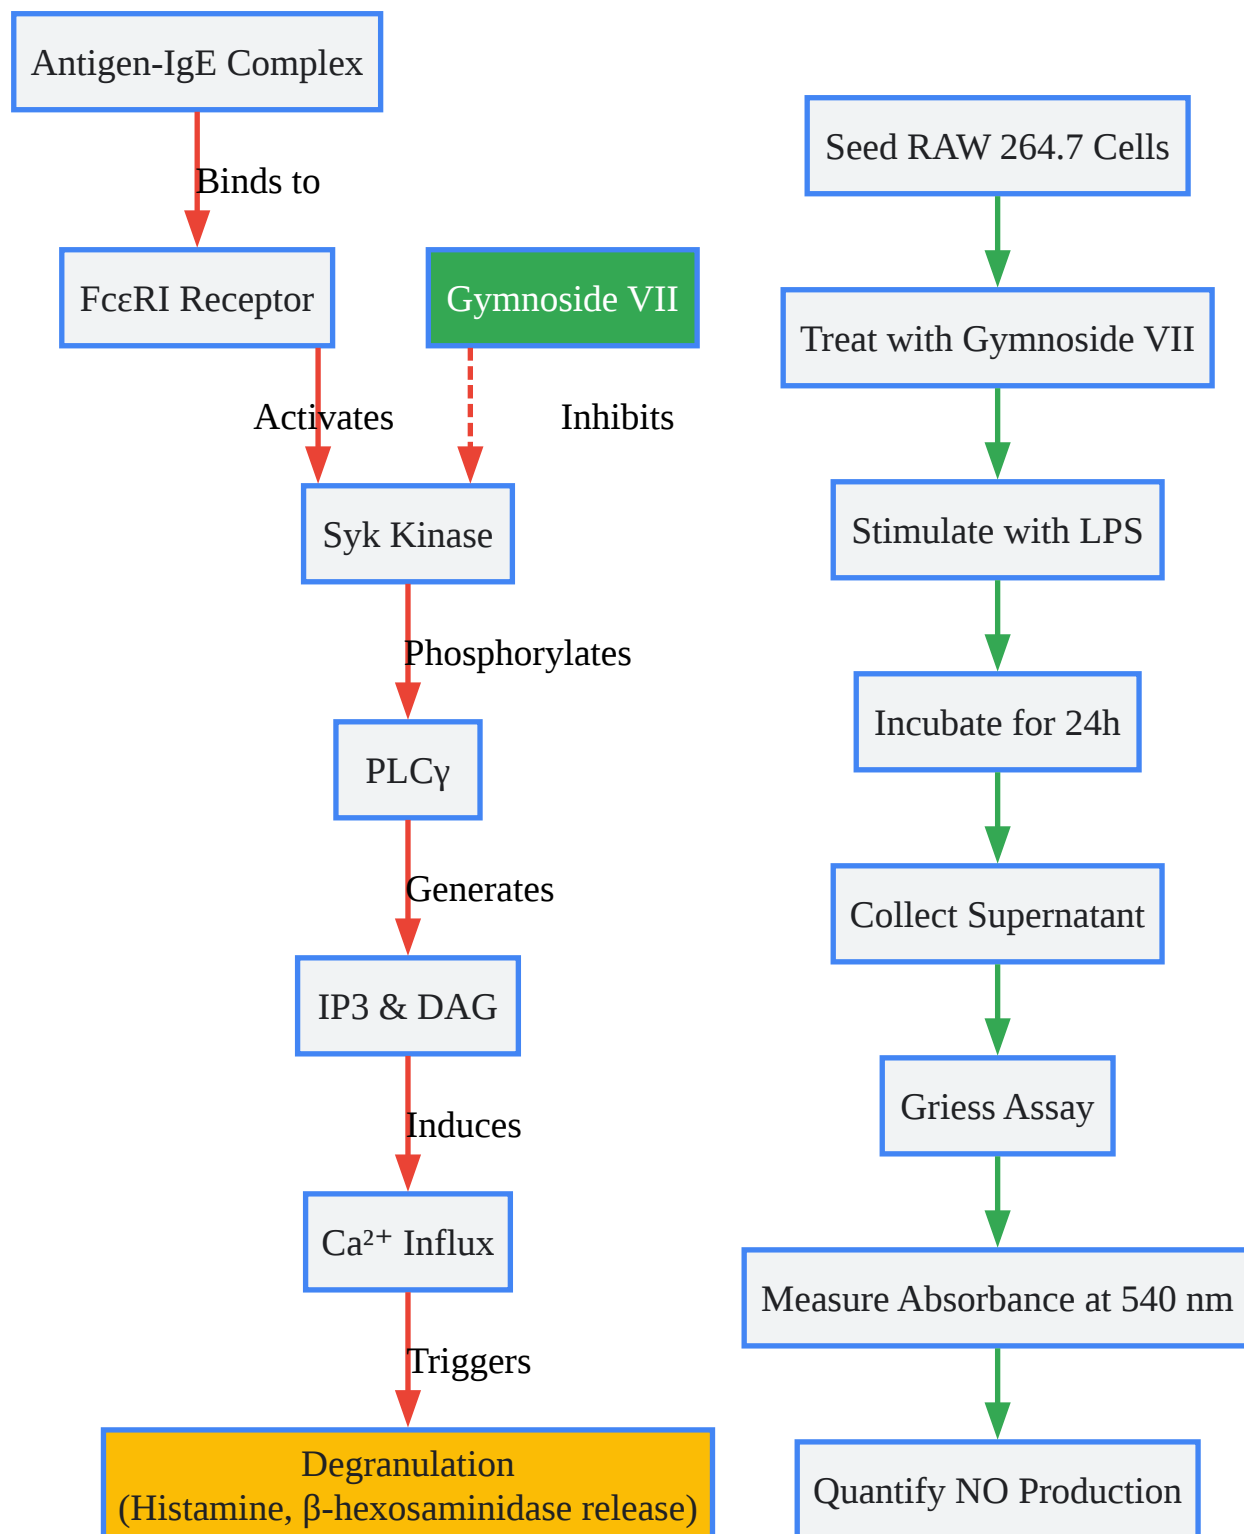 Antigen-IgE Complex
Binds to
FcεRI Receptor
Gymnoside VII
Activates
Inhibits
Syk Kinase
Phosphorylates
PLCγ
Generates
IP3 & DAG
Induces
Ca²⁺ Influx
Triggers
Degranulation
(Histamine, β-hexosaminidase release)
Seed RAW 264.7 Cells
Treat with Gymnoside VII
Stimulate with LPS
Incubate for 24h
Collect Supernatant
Griess Assay
Measure Absorbance at 540 nm
Quantify NO Production